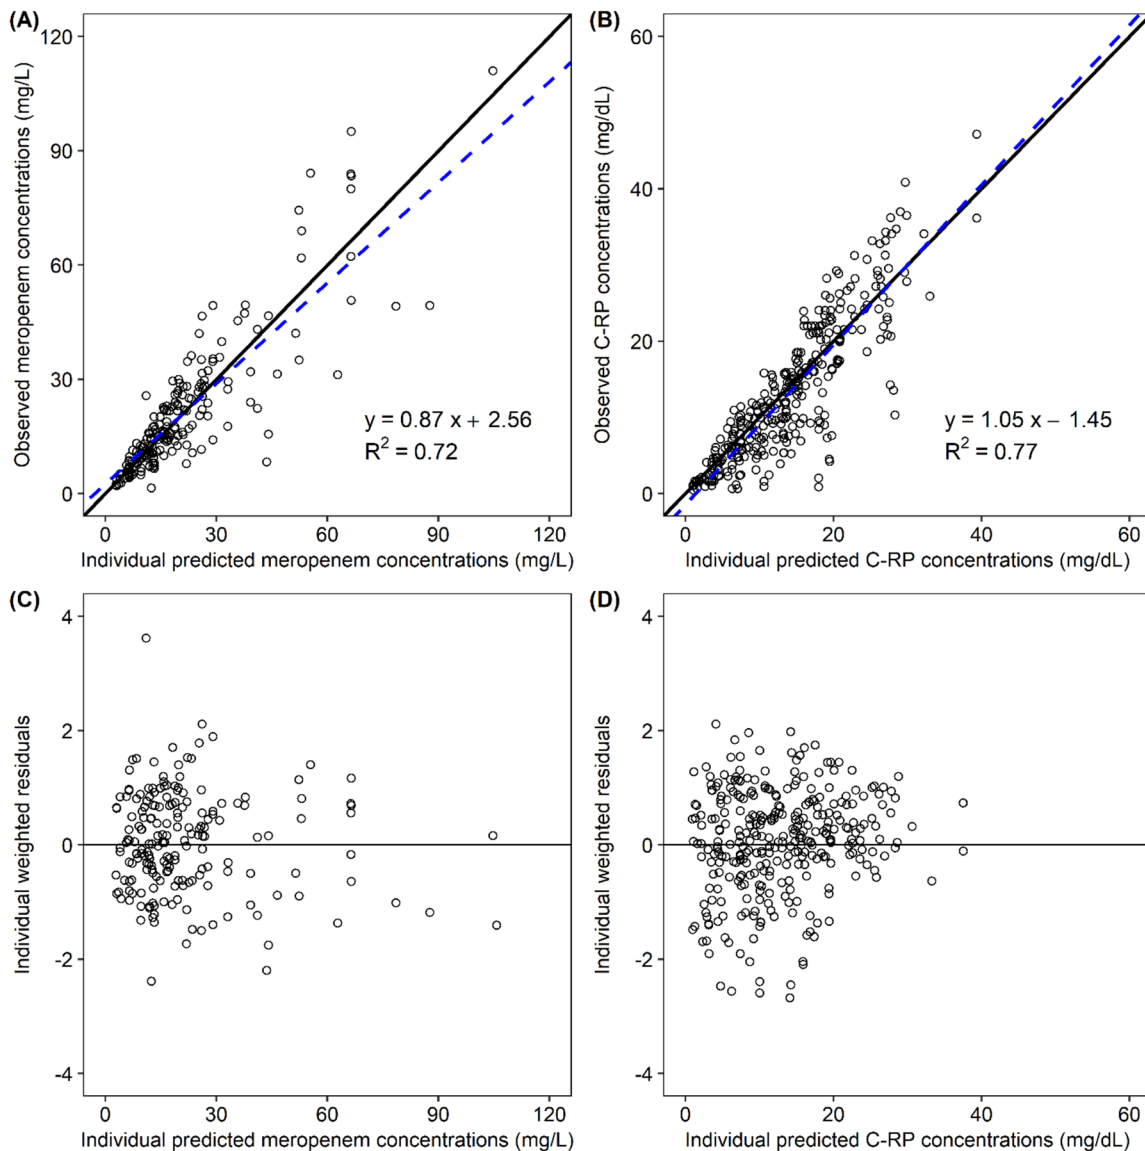 (A)
120
90
60
30
0
Observed meropenem concentrations (mg/L)
y = 0.87 x + 2.56
R² = 0.72
0 30 60 90 120
Individual predicted meropenem concentrations (mg/L)
(B)
60
40
20
0
Observed C-RP concentrations (mg/dL)
y = 1.05 x − 1.45
R² = 0.77
0 20 40 60
Individual predicted C-RP concentrations (mg/dL)
(C)
4
2
0
-2
-4
Individual weighted residuals
0 30 60 90 120
Individual predicted meropenem concentrations (mg/L)
(D)
4
2
0
-2
-4
Individual weighted residuals
0 20 40 60
Individual predicted C-RP concentrations (mg/dL)